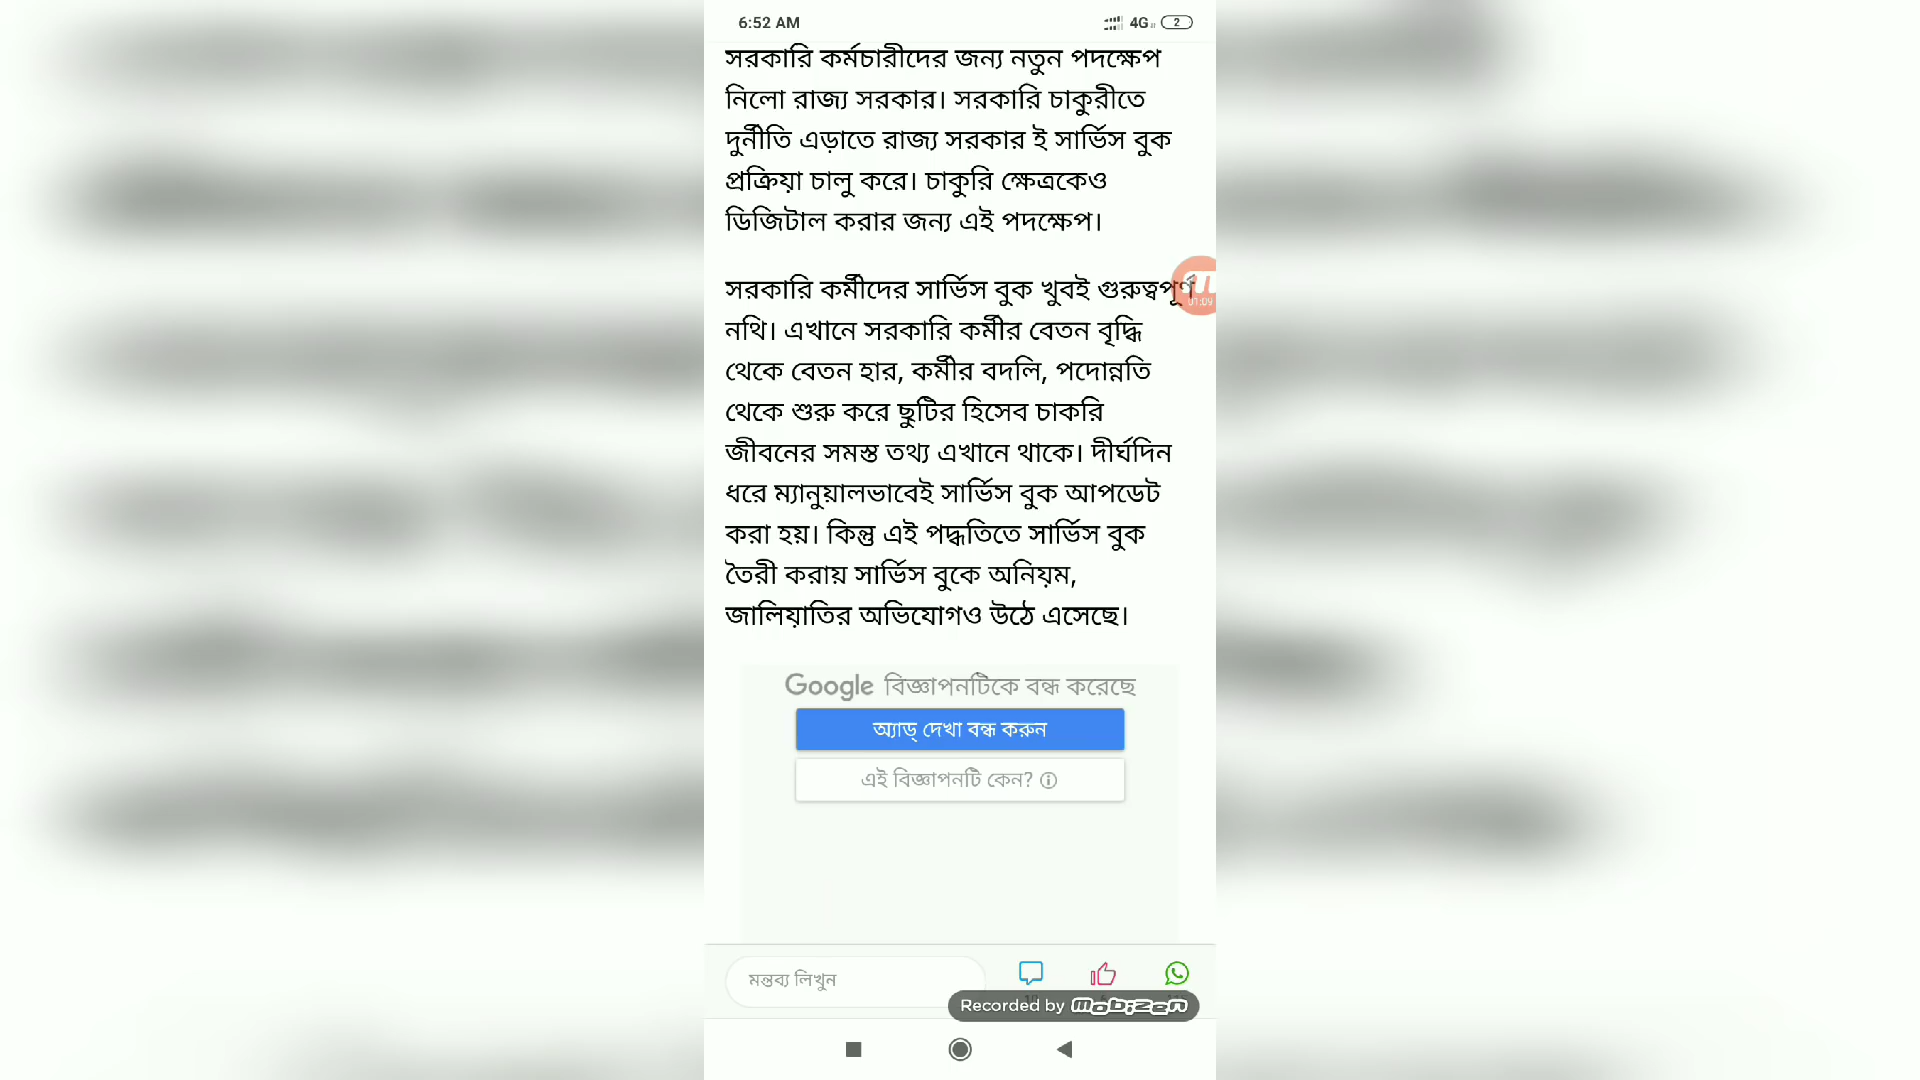 6:52 AM
4G
2
সরকারি কর্মচারীদের জন্য নতুন পদক্ষেপ
নিলো রাজ্য সরকার। সরকারি চাকুরীতে
দুর্নীতি এড়াতে রাজ্য সরকার ই সার্ভিস বুক
প্রক্রিয়া চালু করে। চাকুরি ক্ষেত্রকেও
ডিজিটাল করার জন্য এই পদক্ষেপ।
সরকারি কর্মীদের সার্ভিস বুক খুবই গুরুত্বপূর্ণ
01:09
নথি। এখানে সরকারি কর্মীর বেতন বৃদ্ধি
থেকে বেতন হার, কর্মীর বদলি, পদোন্নতি
থেকে শুরু করে ছুটির হিসেব চাকরি
জীবনের সমস্ত তথ্য এখানে থাকে। দীর্ঘদিন
ধরে ম্যানুয়ালভাবেই সার্ভিস বুক আপডেট
করা হয়। কিন্তু এই পদ্ধতিতে সার্ভিস বুক
তৈরী করায় সার্ভিস বুকে অনিয়ম,
জালিয়াতির অভিযোগও উঠে এসেছে।
Google বিজ্ঞাপনটিকে বন্ধ করেছে
অ্যাড্ দেখা বন্ধ করুন
এই বিজ্ঞাপনটি কেন?
মন্তব্য লিখুন
Recorded by mobizen